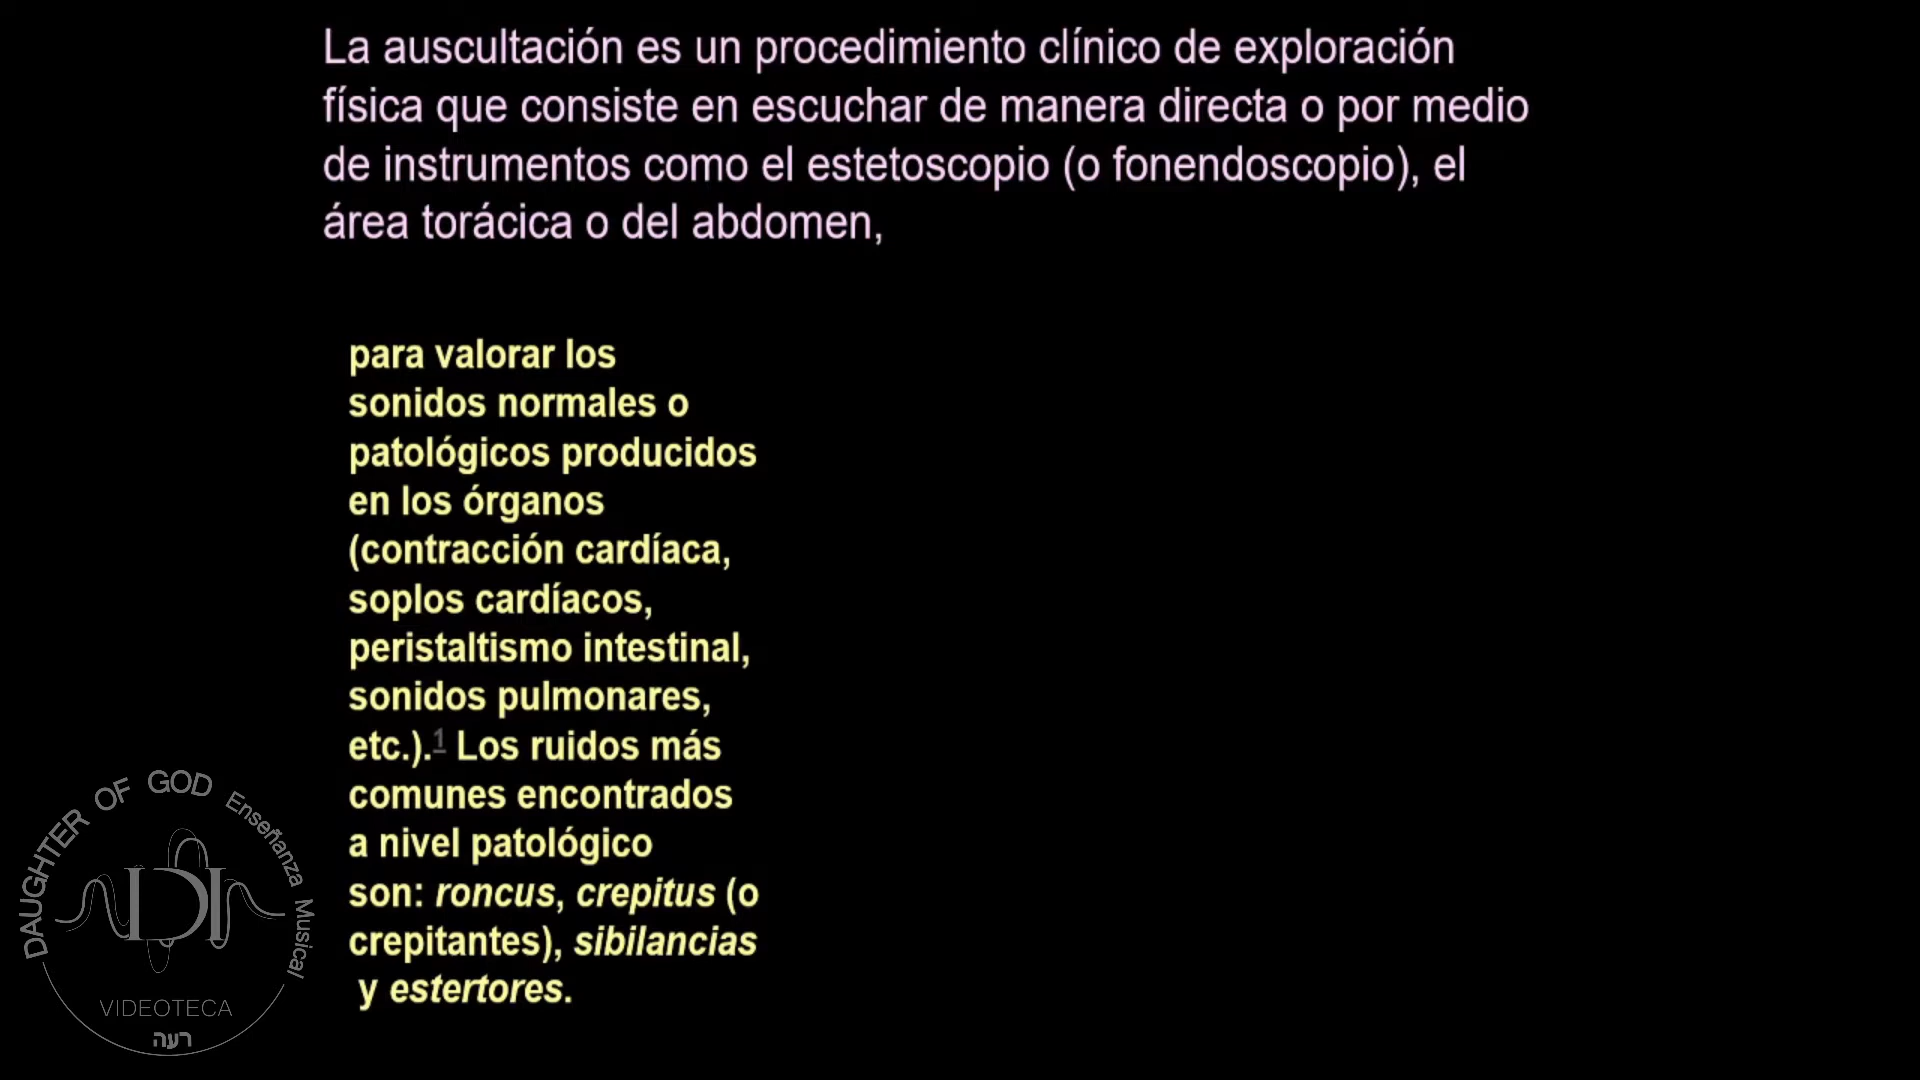 La auscultación es un procedimiento clínico de exploración
física que consiste en escuchar de manera directa o por medio
de instrumentos como el estetoscopio (o fonendoscopio), el
área torácica o del abdomen,
para valorar los
sonidos normales o
patológicos producidos
en los órganos
(contracción cardíaca,
soplos cardíacos,
peristaltismo intestinal,
sonidos pulmonares,
etc.).1 Los ruidos más
comunes encontrados
a nivel patológico
son: roncus, crepitus (o
crepitantes), sibilancias
y estertores.
DAUGHTER OF GOD Enseñanza Musical
VIDEOTECA
רעה